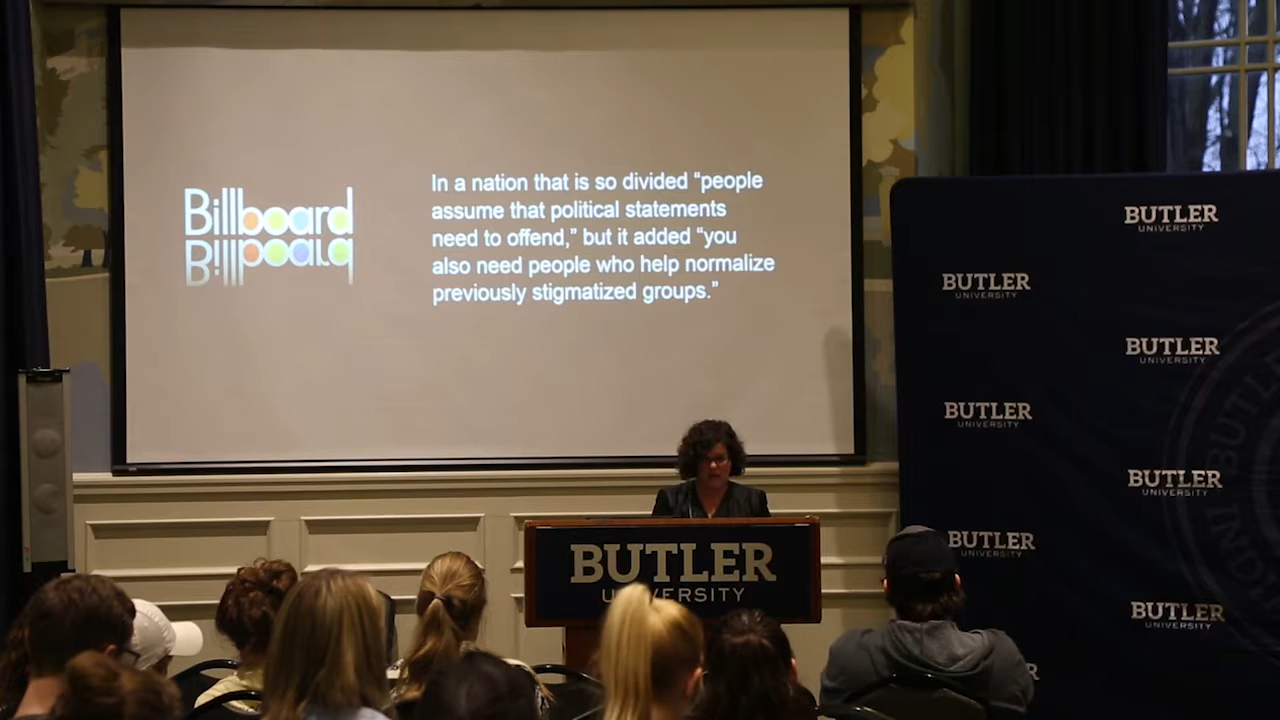 Billboard
In a nation that is so divided “people
assume that political statements
need to offend,” but it added “you
also need people who help normalize
previously stigmatized groups.”
BUTLER
UNIVERSITY
BUTLER
UNIVERSITY
BUTLER
UNIVERSITY
BUTLER
UNIVERSITY
BUTLER
UNIVERSITY
BUTLER
UNIVERSITY
BUTLER
UNIVERSITY
BUTLER
UNIVERSITY